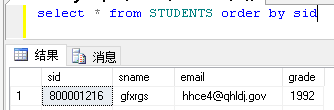 select * from STUDENTS order by sid
结果 消息
sid sname email grade
1 800001216 gfxrgs hhce4@qhldj.gov 1992